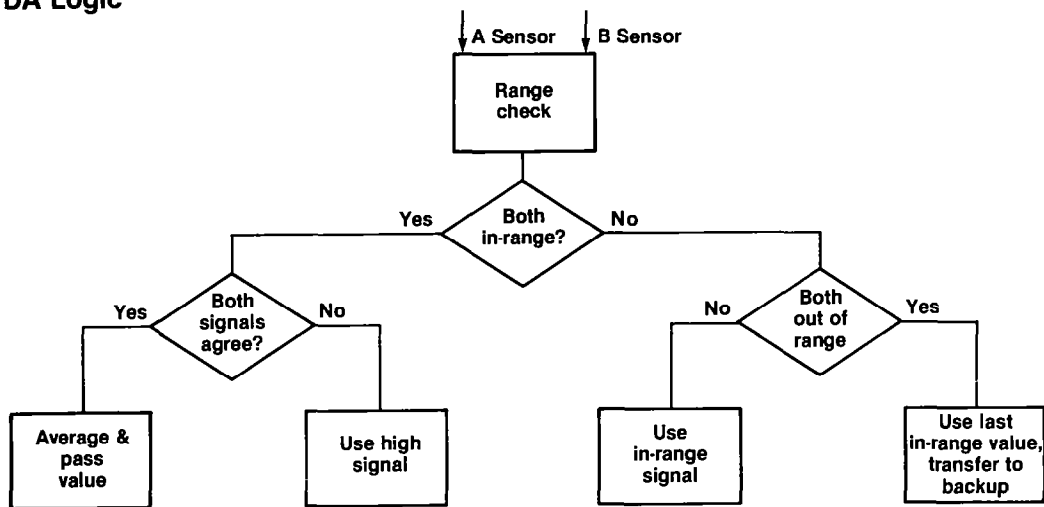 DA Logic
A Sensor
B Sensor
Range
check
Yes
Both
in-range?
No
Yes
Both
signals
agree?
No
No
Both
out of
range
Yes
Average &
pass
value
Use high
signal
Use
in-range
signal
Use last
in-range value,
transfer to
backup